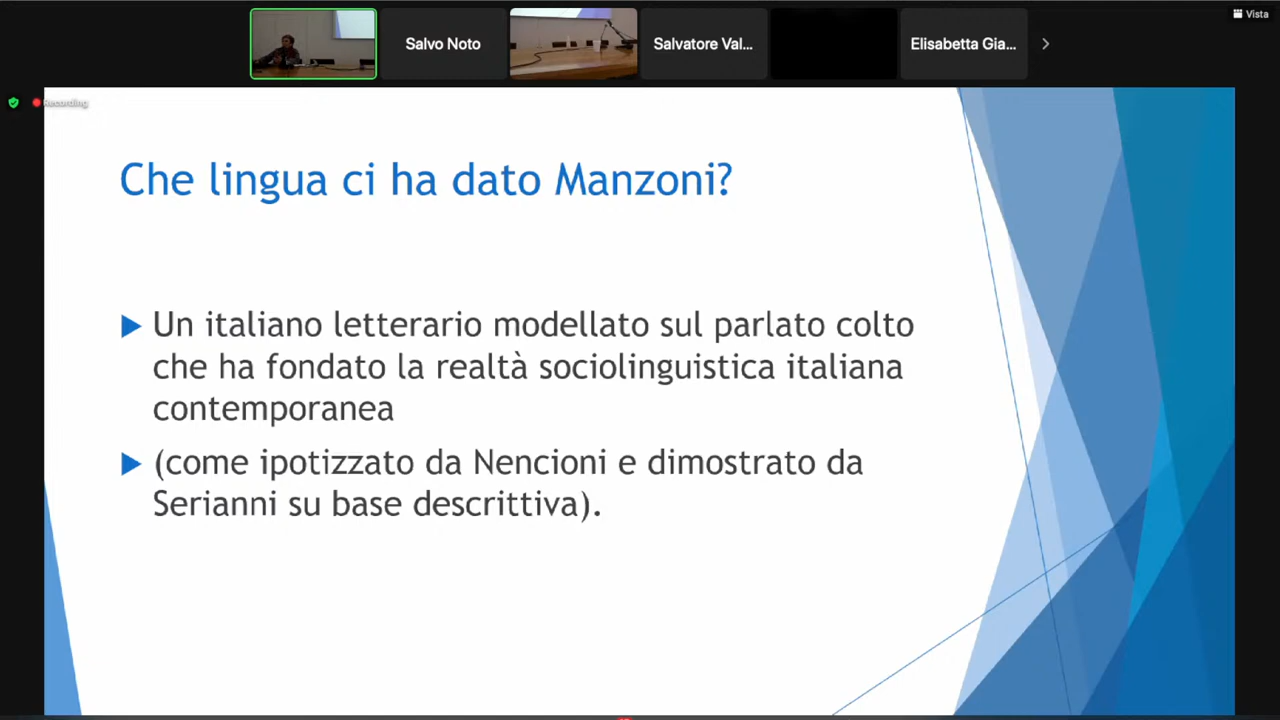 Vista
Salvo Noto
Salvatore Val...
Elisabetta Gia...
Recording
Che lingua ci ha dato Manzoni?
Un italiano letterario modellato sul parlato colto
che ha fondato la realtà sociolinguistica italiana
contemporanea
(come ipotizzato da Nencioni e dimostrato da
Serianni su base descrittiva).